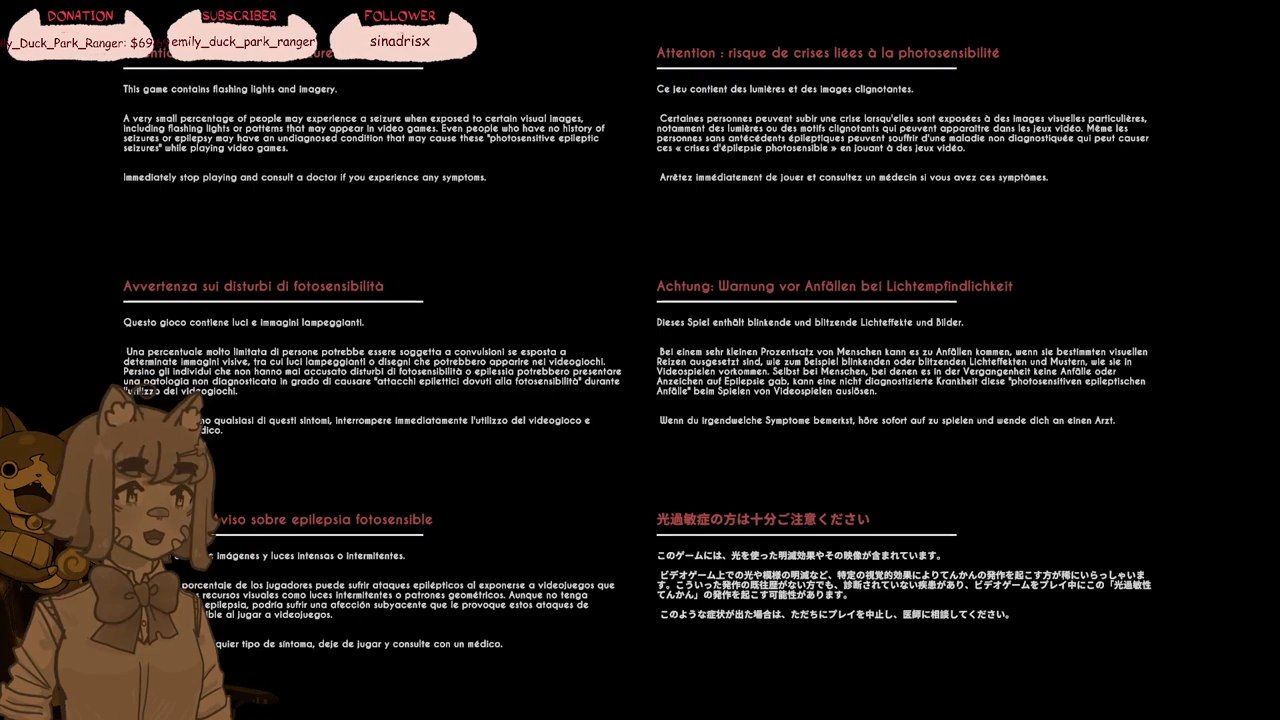 DONATION
SUBSCRIBER
FOLLOWER
y_Duck_Park_Ranger: $69
emily_duck_park_ranger
sinadrisx
Attention : risque de crises liées à la photosensibilité
This game contains flashing lights and imagery.
A very small percentage of people may experience a seizure when exposed to certain visual images,
including flashing lights or patterns that may appear in video games. Even people who have no history of
seizures or epilepsy may have an undiagnosed condition that may cause these "photosensitive epileptic
seizures" while playing video games.
Immediately stop playing and consult a doctor if you experience any symptoms.
Ce jeu contient des lumières et des images clignotantes.
Certaines personnes peuvent subir une crise lorsqu'elles sont exposées à des images visuelles particulières,
notamment des lumières ou des motifs clignotants qui peuvent apparaître dans les jeux vidéo. Même les
personnes sans antécédents épileptiques peuvent souffrir d'une maladie non diagnostiquée qui peut causer
ces « crises d'épilepsie photosensible » en jouant à des jeux vidéo.
Arrêtez immédiatement de jouer et consultez un médecin si vous avez ces symptômes.
Avvertenza sui disturbi di fotosensibilità
Questo gioco contiene luci e immagini lampeggianti.
Una percentuale molto limitata di persone potrebbe essere soggetta a convulsioni se esposta a
determinate immagini visive, tra cui luci lampeggianti o disegni che potrebbero apparire nei videogiochi.
Persino gli individui che non hanno mai accusato disturbi di fotosensibilità o epilessia potrebbero presentare
una patologia non diagnosticata in grado di causare "attacchi epilettici dovuti alla fotosensibilità" durante
l'utilizzo dei videogiochi.
no qualsiasi di questi sintomi, interrompere immediatamente l'utilizzo del videogioco e
dico.
Achtung: Warnung vor Anfällen bei Lichtempfindlichkeit
Dieses Spiel enthält blinkende und blitzende Lichteffekte und Bilder.
Bei einem sehr kleinen Prozentsatz von Menschen kann es zu Anfällen kommen, wenn sie bestimmten visuellen
Reizen ausgesetzt sind, wie zum Beispiel blinkenden oder blitzenden Lichteffekten und Mustern, wie sie in
Videospielen vorkommen. Selbst bei Menschen, bei denen es in der Vergangenheit keine Anfälle oder
Anzeichen auf Epilepsie gab, kann eine nicht diagnostizierte Krankheit diese "photosensitiven epileptischen
Anfälle" beim Spielen von Videospielen auslösen.
Wenn du irgendwelche Symptome bemerkst, höre sofort auf zu spielen und wende dich an einen Arzt.
viso sobre epilepsia fotosensible
imágenes y luces intensas o intermitentes.
porcentaje de los jugadores puede sufrir ataques epilépticos al exponerse a videojuegos que
s recursos visuales como luces intermitentes o patrones geométricos. Aunque no tenga
epilepsia, podría sufrir una afección subyacente que le provoque estos ataques de
ible al jugar a videojuegos.
quier tipo de síntoma, deje de jugar y consulte con un médico.
光過敏症の方は十分ご注意ください
このゲームには、光を使った明滅効果やその映像が含まれています。
ビデオゲーム上での光や模様の明滅など、特定の視覚的効果によりてんかんの発作を起こす方が稀にいらっしゃいま
す。こういった発作の既往歴がない方でも、診断されていない疾患があり、ビデオゲームをプレイ中にこの「光過敏性
てんかん」の発作を起こす可能性があります。
このような症状が出た場合は、ただちにプレイを中止し、医師に相談してください。